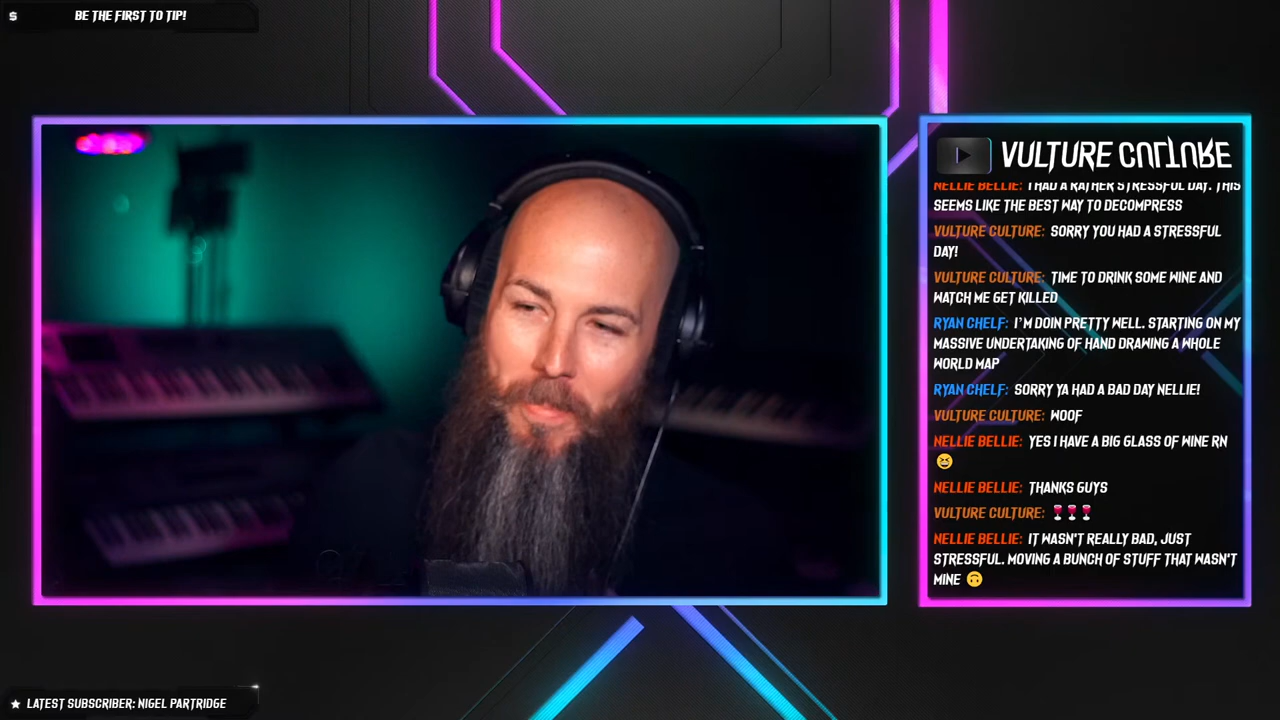 $ BE THE FIRST TO TIP!
VULTURE CULTURE
NELLIE BELLIE: I HAD A RATHER STRESSFUL DAY. THIS
SEEMS LIKE THE BEST WAY TO DECOMPRESS
VULTURE CULTURE: SORRY YOU HAD A STRESSFUL
DAY!
VULTURE CULTURE: TIME TO DRINK SOME WINE AND
WATCH ME GET KILLED
RYAN CHELF: I'M DOIN PRETTY WELL. STARTING ON MY
MASSIVE UNDERTAKING OF HAND DRAWING A WHOLE
WORLD MAP
RYAN CHELF: SORRY YA HAD A BAD DAY NELLIE!
VULTURE CULTURE: WOOF
NELLIE BELLIE: YES I HAVE A BIG GLASS OF WINE RN
😆
NELLIE BELLIE: THANKS GUYS
VULTURE CULTURE: 🍷🍷🍷
NELLIE BELLIE: IT WASN'T REALLY BAD, JUST
STRESSFUL. MOVING A BUNCH OF STUFF THAT WASN'T
MINE 🙃
LATEST SUBSCRIBER: NIGEL PARTRIDGE